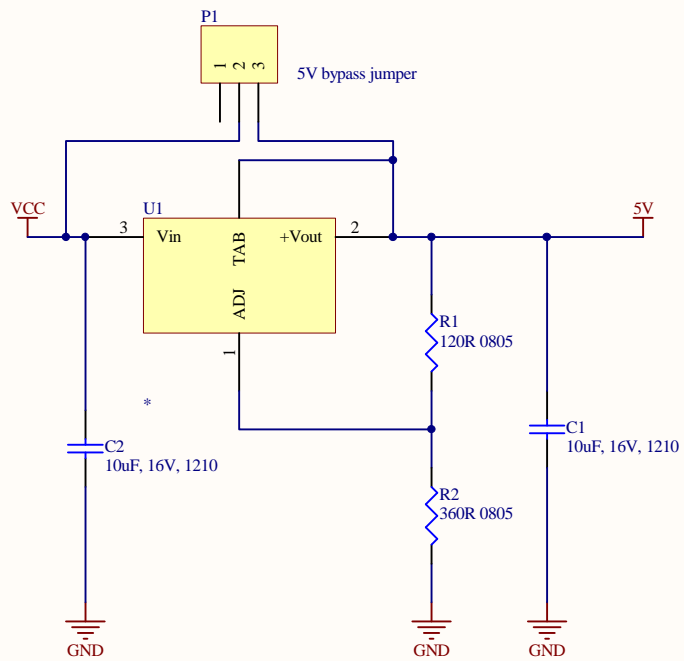 P1
1 2 3
5V bypass jumper
VCC
U1
5V
3
Vin
TAB
+Vout
2
ADJ
1
R1
120R 0805
*
C2
10uF, 16V, 1210
C1
10uF, 16V, 1210
R2
360R 0805
GND
GND
GND